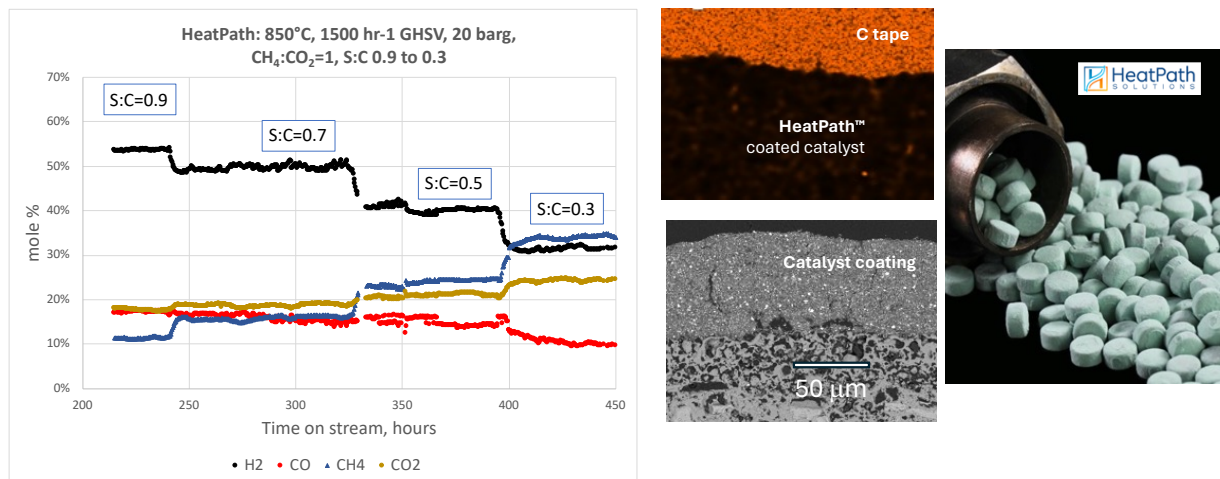 HeatPath: 850°C, 1500 hr-1 GHSV, 20 barg,
CH₄:CO₂=1, S:C 0.9 to 0.3
70%
60%
50%
40%
30%
20%
10%
0%
mole %
S:C=0.9
S:C=0.7
S:C=0.5
S:C=0.3
200
250
300
350
400
450
Time on stream, hours
H2
CO
CH4
CO2
C tape
HeatPath™
coated catalyst
Catalyst coating
50 μm
HeatPath
SOLUTIONS